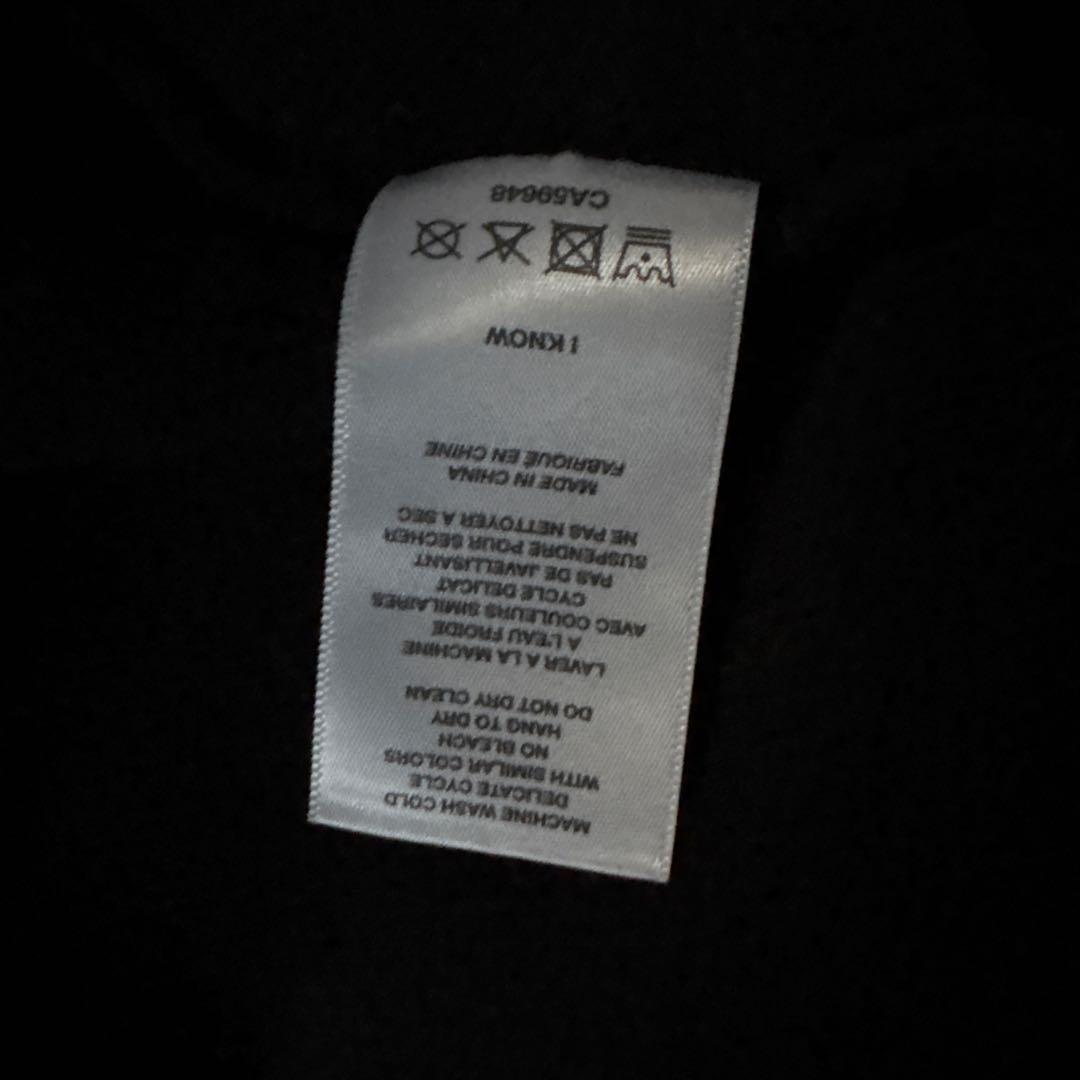 MACHINE WASH COLD
DELICATE CYCLE
WITH SIMILAR COLORS
NO BLEACH
HANG TO DRY
DO NOT DRY CLEAN
LAVER A LA MACHINE
A L'EAU FROIDE
AVEC COULEURS SIMILAIRES
CYCLE DELICAT
PAS DE JAVELLISANT
SUSPENDRE POUR SECHER
NE PAS NETTOYER A SEC
MADE IN CHINA
FABRIQUÉ EN CHINE
I KNOW
CA59648